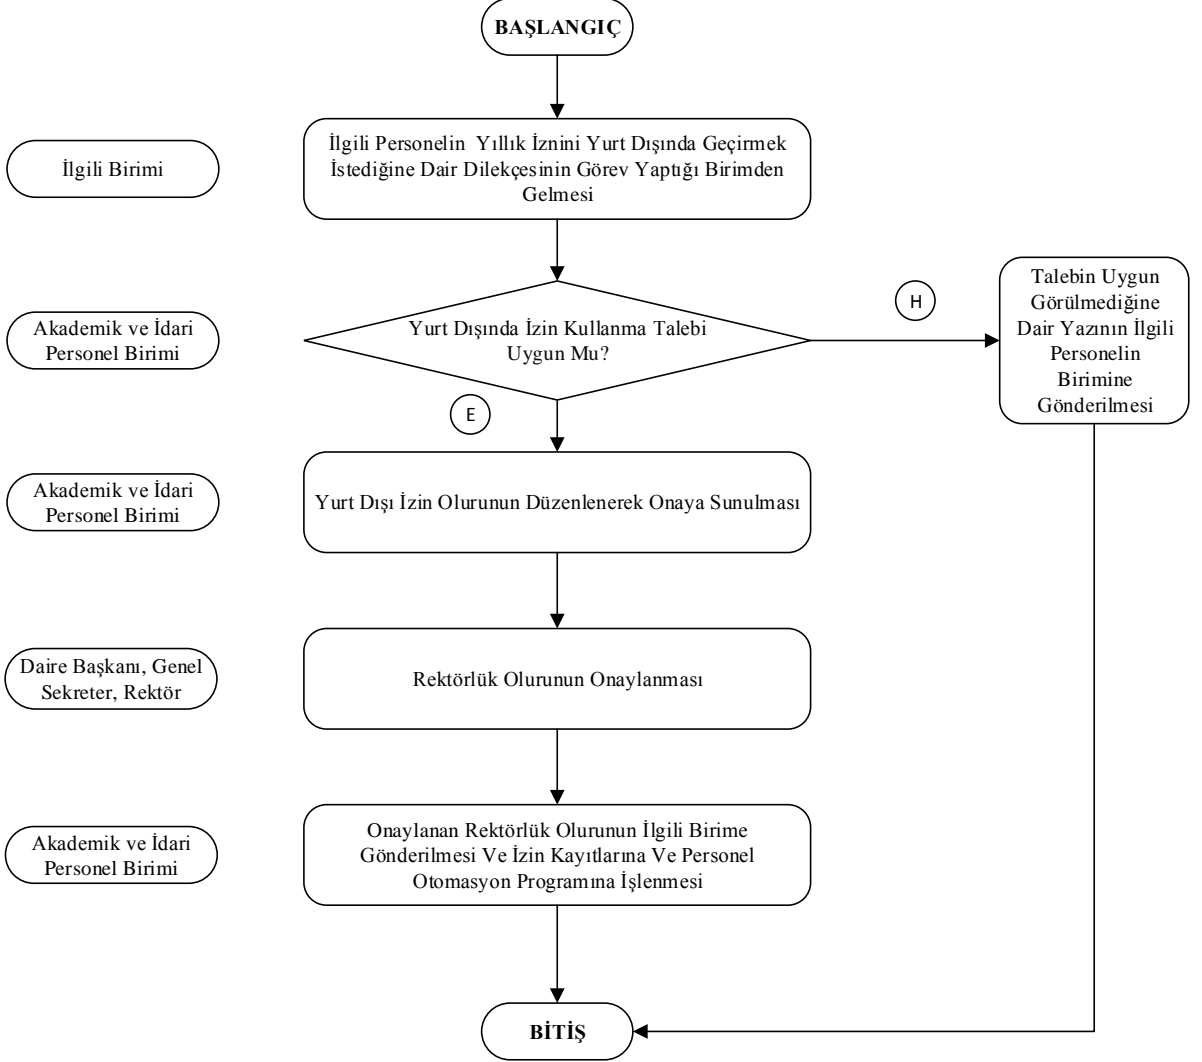 BAŞLANGIÇ
İlgili Birimi
İlgili Personelin Yıllık İznini Yurt Dışında Geçirmek
İstediğine Dair Dilekçesinin Görev Yaptığı Birimden
Gelmesi
Akademik ve İdari
Personel Birimi
Yurt Dışında İzin Kullanma Talebi
Uygun Mu?
H
Talebin Uygun
Görülmediğine
Dair Yazının İlgili
Personelin
Birimine
Gönderilmesi
E
Akademik ve İdari
Personel Birimi
Yurt Dışı İzin Olurunun Düzenlenerek Onaya Sunulması
Daire Başkanı, Genel
Sekreter, Rektör
Rektörlük Olurunun Onaylanması
Akademik ve İdari
Personel Birimi
Onaylanan Rektörlük Olurunun İlgili Birime
Gönderilmesi Ve İzin Kayıtlarına Ve Personel
Otomasyon Programına İşlenmesi
BİTİŞ